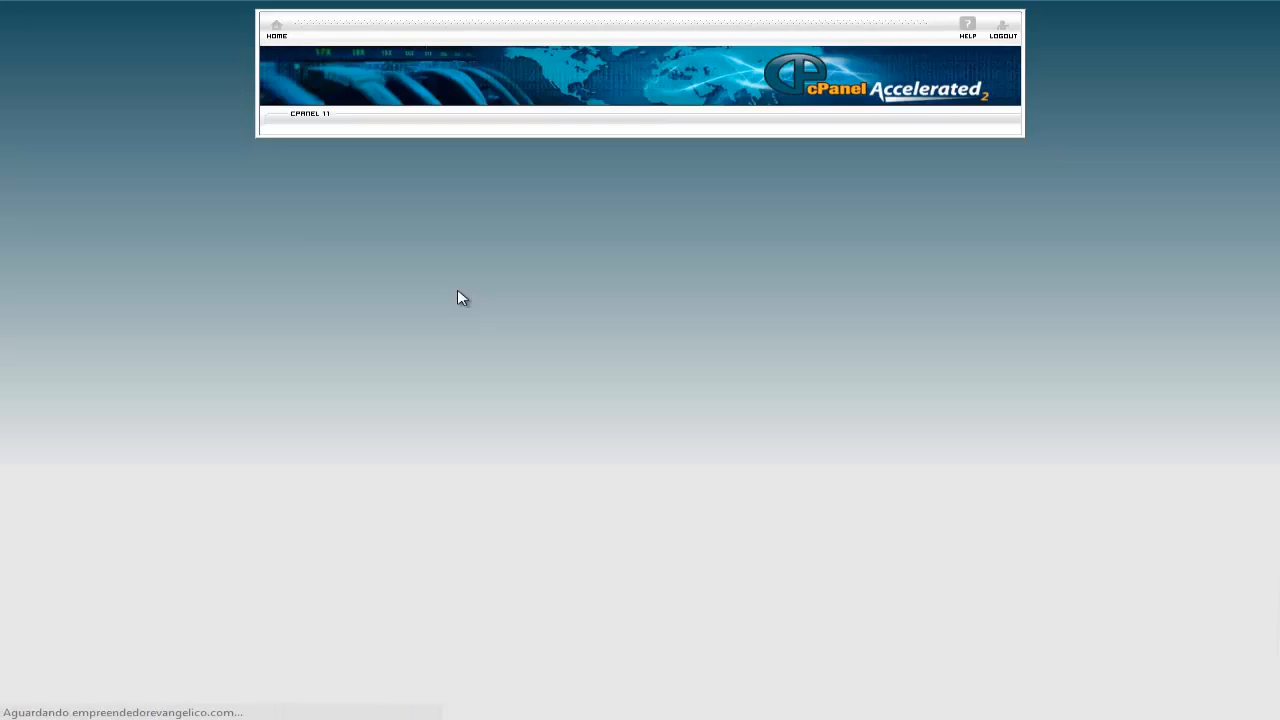 HOME
?
HELP
LOGOUT
cPanel Accelerated 2
CPANEL 11
Aguardando empreendedorevangelico.com...